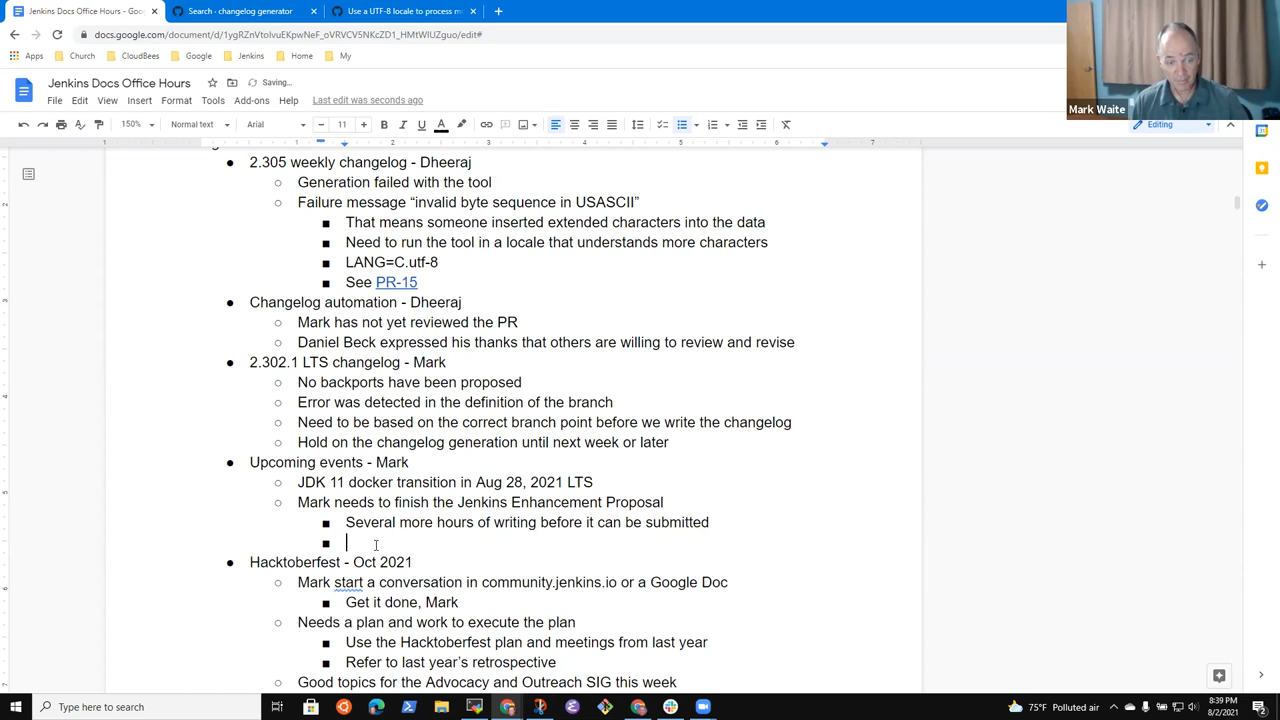 Jenkins Docs Office Hours - Goo
Search · changelog generator
Use a UTF-8 locale to process m
docs.google.com/document/d/1ygRZnVtoIvuEKpwNeF_oVRVCV5NKcZD1_HMtWIUZguo/edit#
Apps
Church
CloudBees
Google
Jenkins
Home
My
Jenkins Docs Office Hours
Saving...
File Edit View Insert Format Tools Add-ons Help Last edit was seconds ago
150% Normal text Arial 11 Editing
Mark Waite
1 1 2 3 4 5 6 7
2.305 weekly changelog - Dheeraj
Generation failed with the tool
Failure message “invalid byte sequence in USASCII”
That means someone inserted extended characters into the data
Need to run the tool in a locale that understands more characters
LANG=C.utf-8
See PR-15
Changelog automation - Dheeraj
Mark has not yet reviewed the PR
Daniel Beck expressed his thanks that others are willing to review and revise
2.302.1 LTS changelog - Mark
No backports have been proposed
Error was detected in the definition of the branch
Need to be based on the correct branch point before we write the changelog
Hold on the changelog generation until next week or later
Upcoming events - Mark
JDK 11 docker transition in Aug 28, 2021 LTS
Mark needs to finish the Jenkins Enhancement Proposal
Several more hours of writing before it can be submitted
Hacktoberfest - Oct 2021
Mark start a conversation in community.jenkins.io or a Google Doc
Get it done, Mark
Needs a plan and work to execute the plan
Use the Hacktoberfest plan and meetings from last year
Refer to last year’s retrospective
Good topics for the Advocacy and Outreach SIG this week
Type here to search
75°F Polluted air
8:39 PM
8/2/2021